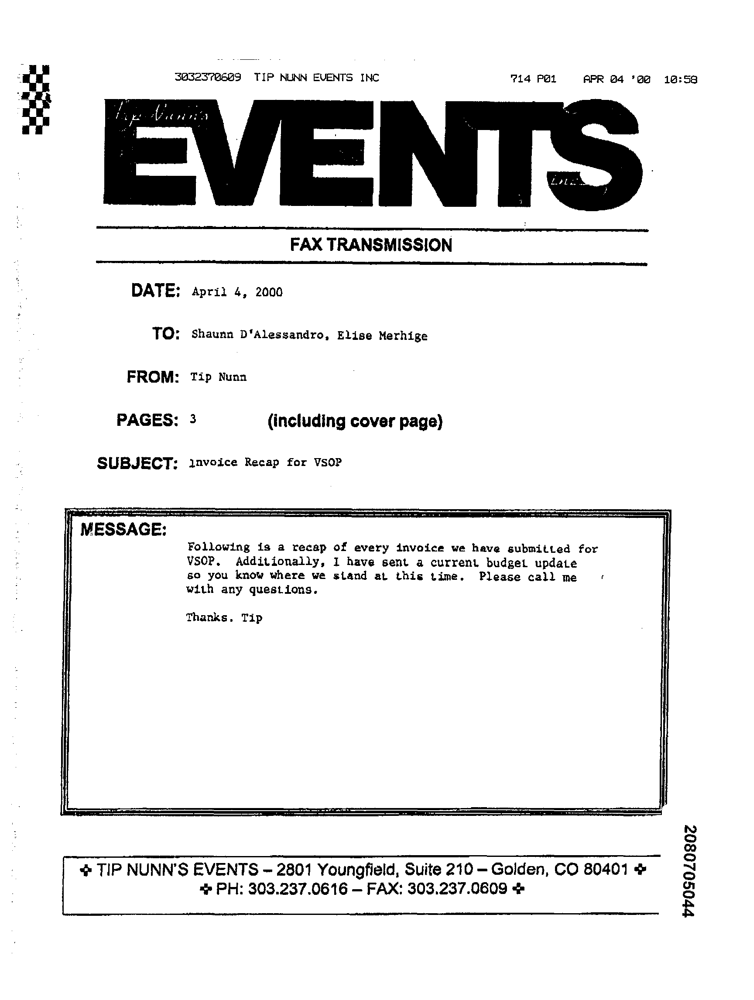 3032370609 TIP NUNN EVENTS INC 714 P01 APR 04 '00 10:58
Tip Nunn's
EVENTS
Inc.
FAX TRANSMISSION
DATE: April 4, 2000
TO: Shaunn D'Alessandro, Elise Merhige
FROM: Tip Nunn
PAGES: 3 (including cover page)
SUBJECT: Invoice Recap for VSOP
MESSAGE:
Following is a recap of every invoice we have submitted for
VSOP. Additionally, I have sent a current budget update
so you know where we stand at this time. Please call me
with any questions.
Thanks. Tip
✤ TIP NUNN'S EVENTS – 2801 Youngfield, Suite 210 – Golden, CO 80401 ✤
✤ PH: 303.237.0616 – FAX: 303.237.0609 ✤
2080705044